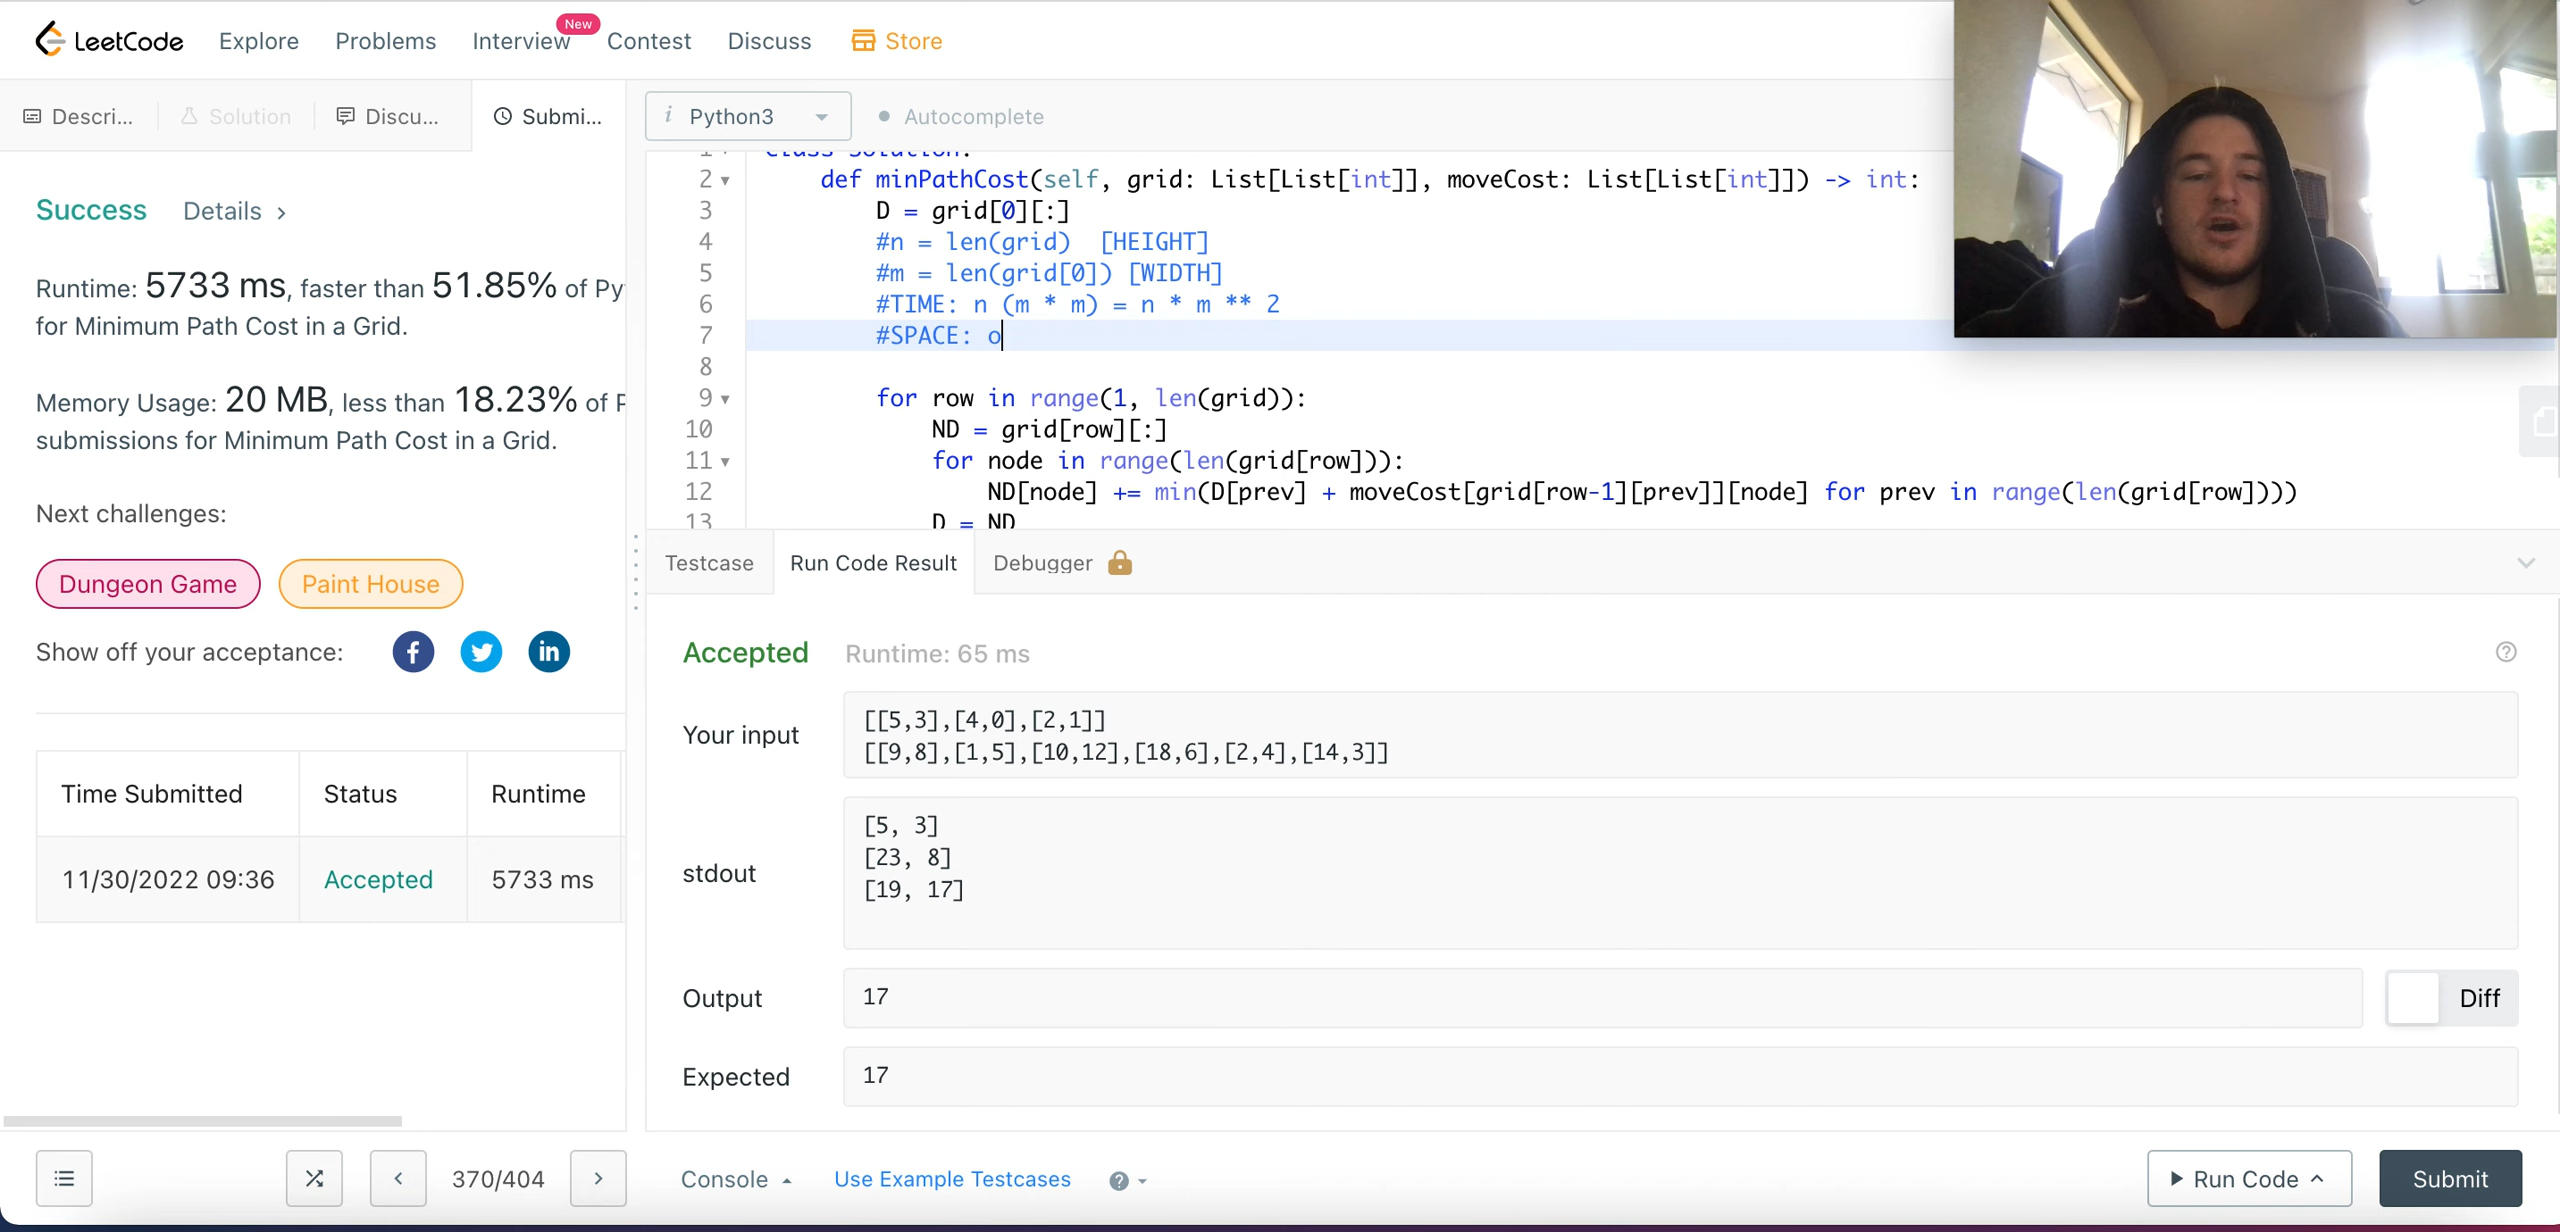 LeetCode Explore Problems Interview New Contest Discuss Store
Descri... Solution Discu... Submi...
Success Details >
Runtime: 5733 ms, faster than 51.85% of Py
for Minimum Path Cost in a Grid.
Memory Usage: 20 MB, less than 18.23% of P
submissions for Minimum Path Cost in a Grid.
Next challenges:
Dungeon Game Paint House
Show off your acceptance:
Time Submitted Status Runtime
11/30/2022 09:36 Accepted 5733 ms
370/404
i Python3 Autocomplete
1 class Solution:
2 def minPathCost(self, grid: List[List[int]], moveCost: List[List[int]]) -> int:
3 D = grid[0][:]
4 #n = len(grid) [HEIGHT]
5 #m = len(grid[0]) [WIDTH]
6 #TIME: n (m * m) = n * m ** 2
7 #SPACE: o
8
9 for row in range(1, len(grid)):
10 ND = grid[row][:]
11 for node in range(len(grid[row])):
12 ND[node] += min(D[prev] + moveCost[grid[row-1][prev]][node] for prev in range(len(grid[row])))
13 D = ND
Testcase Run Code Result Debugger
Accepted Runtime: 65 ms
Your input
[[5,3],[4,0],[2,1]]
[[9,8],[1,5],[10,12],[18,6],[2,4],[14,3]]
stdout
[5, 3]
[23, 8]
[19, 17]
Output 17 Diff
Expected 17
Console Use Example Testcases Run Code Submit